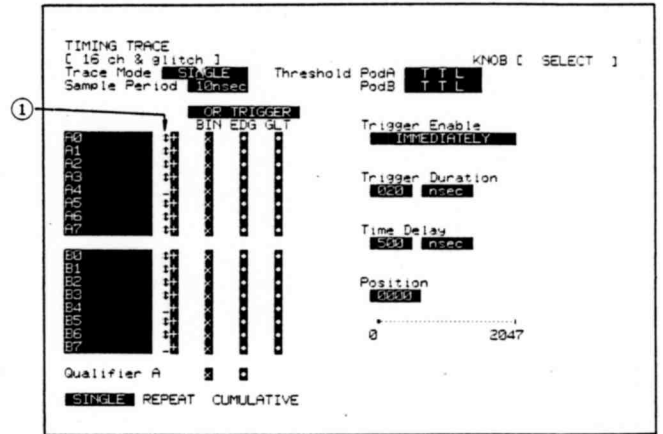 TIMING TRACE
[ 16 ch & glitch ]
KNOB [ SELECT ]
Trace Mode SINGLE Threshold PodA T T L
Sample Period 10nsec PodB T T L
①
OR TRIGGER
BIN EDG GLT
Trigger Enable
IMMEDIATELY
A0
A1
A2
A3
A4
A5
A6
A7
Trigger Duration
020 nsec
Time Delay
500 nsec
B0
B1
B2
B3
B4
B5
B6
B7
Position
0000
0 2047
Qualifier A
SINGLE REPEAT CUMULATIVE